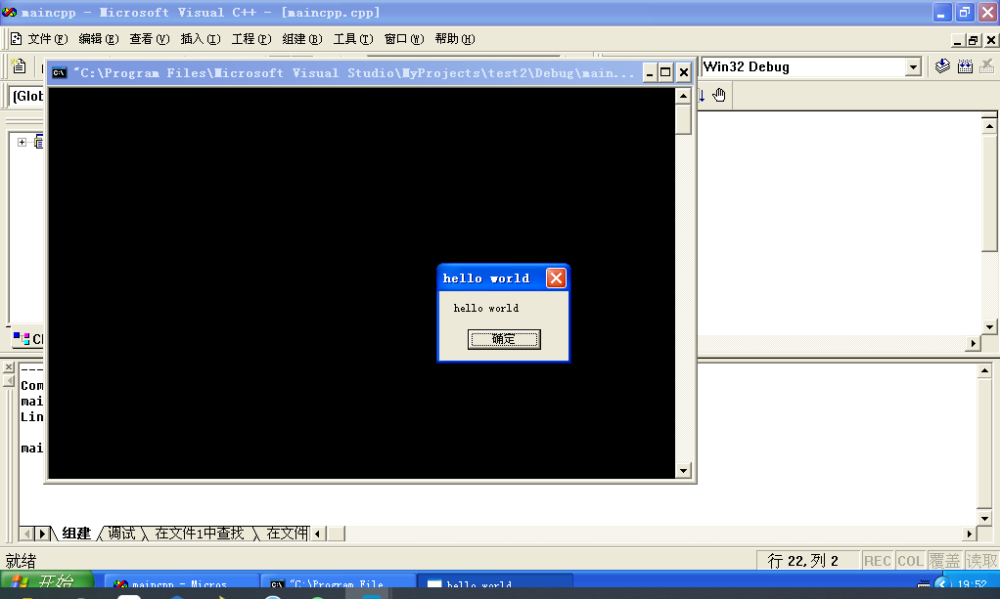 maincpp - Microsoft Visual C++ - [maincpp.cpp]
文件(F) 编辑(E) 查看(V) 插入(I) 工程(P) 组建(B) 工具(T) 窗口(W) 帮助(H)
"C:\Program Files\Microsoft Visual Studio\MyProjects\test2\Debug\main...
Win32 Debug
(Glob
hello world
hello world
确定
Com
mai
Lin
mai
组建 调试 在文件1中查找 在文件
就绪
行 22, 列 2 REC COL 覆盖 读取
开始 maincpp - Micros... "C:\Program File... hello world 19:52